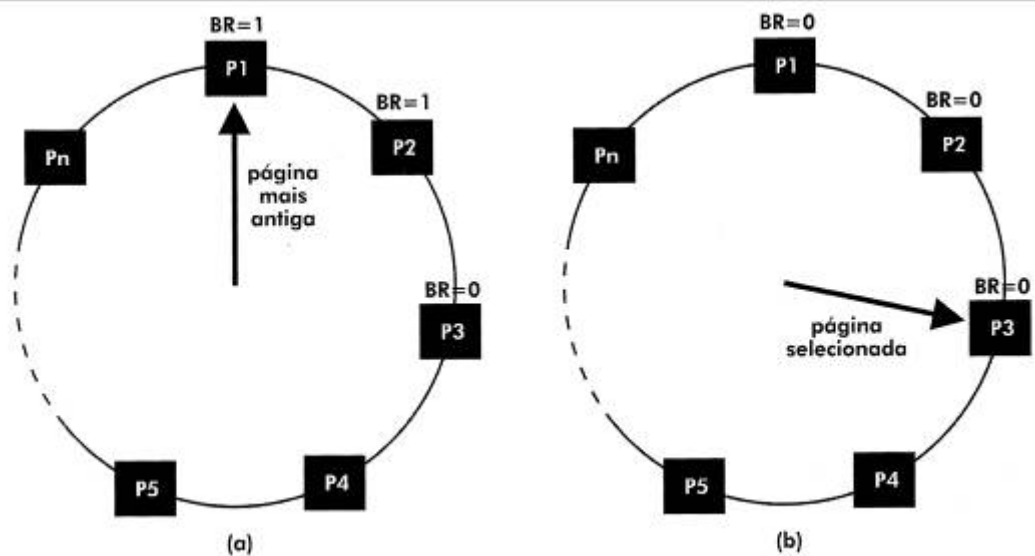 BR=1
P1
BR=1
P2
Pn
página
mais
antiga
BR=0
P3
P5
P4
(a)
BR=0
P1
BR=0
P2
Pn
BR=0
P3
página
selecionada
P5
P4
(b)